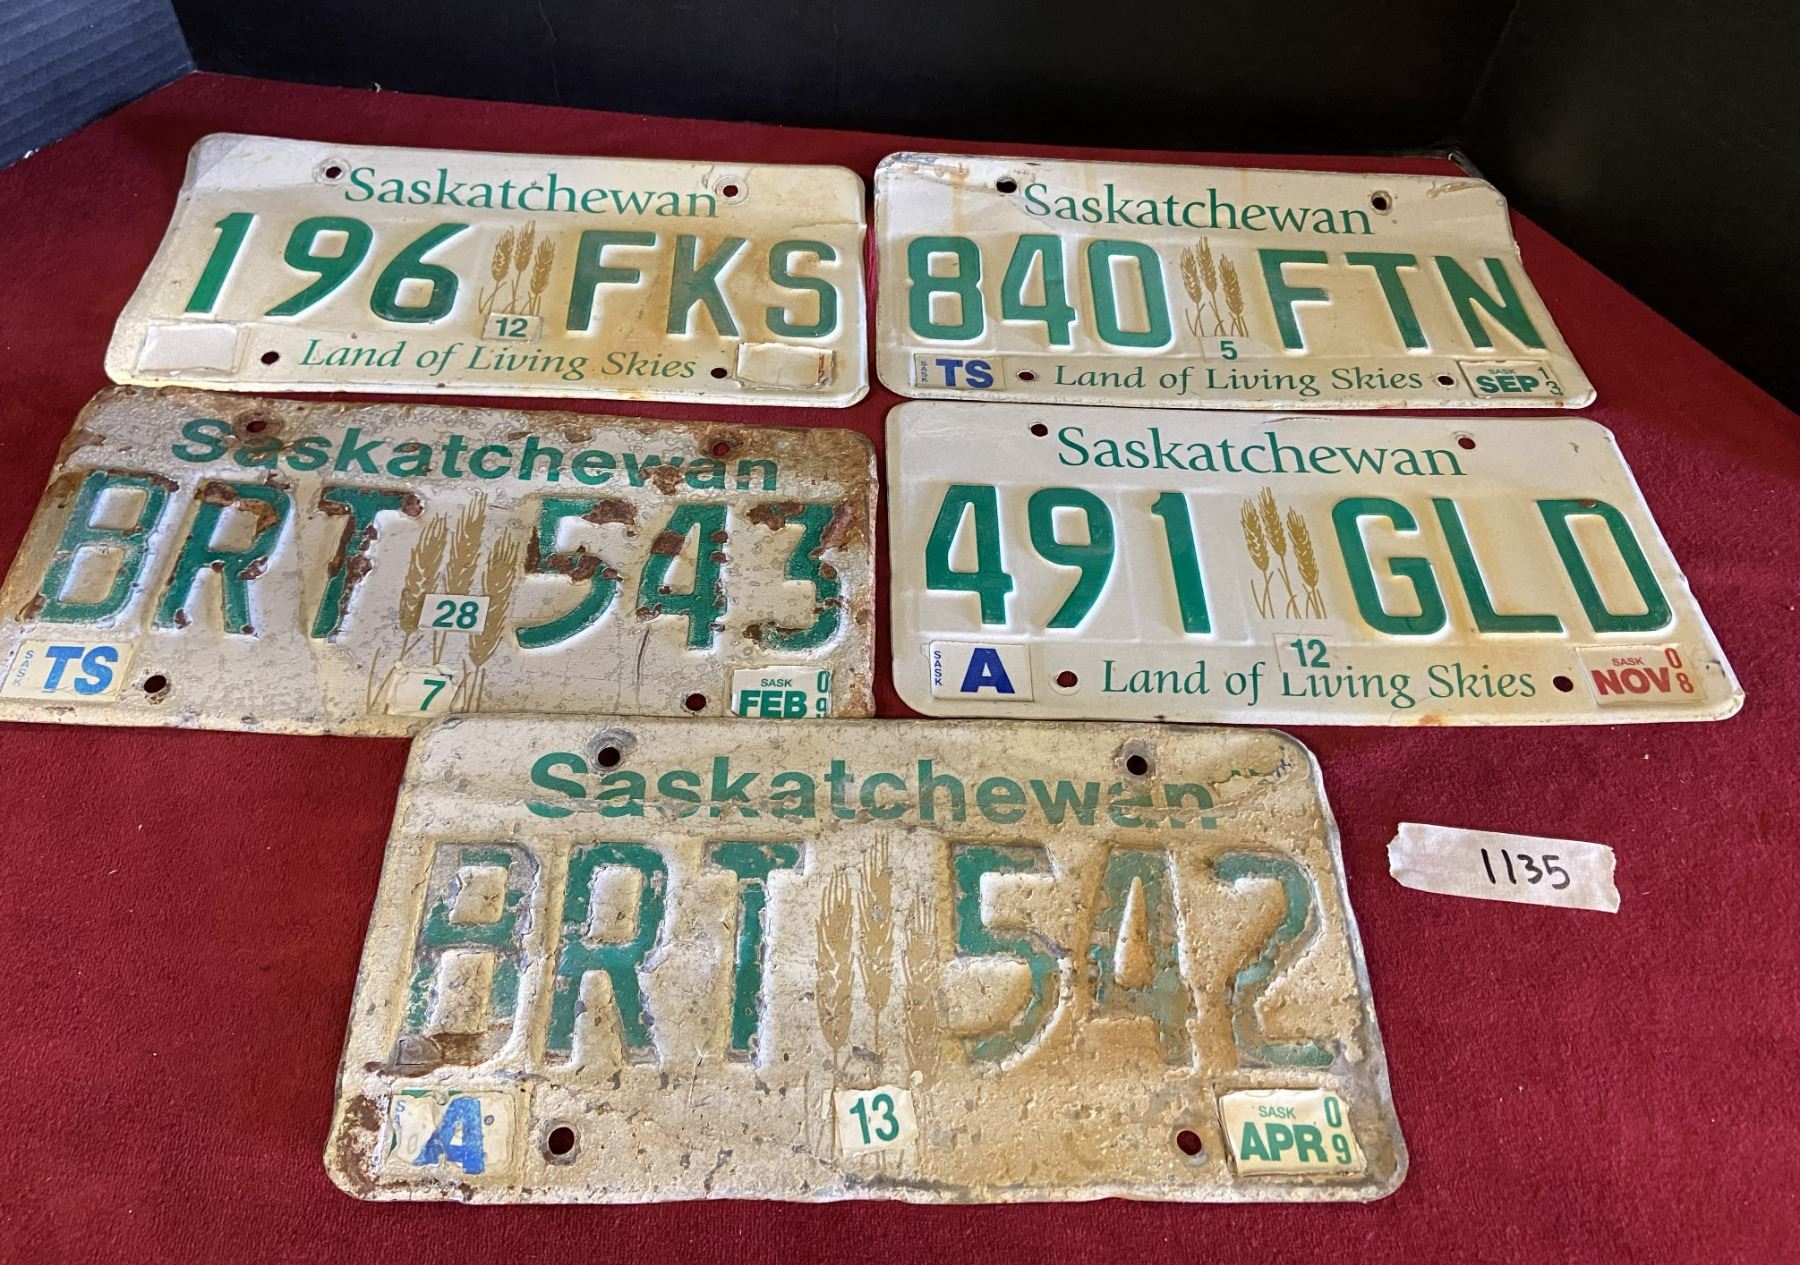 Saskatchewan
196 FKS
12
Land of Living Skies
Saskatchewan
840 FTN
5
SASK TS
Land of Living Skies
SASK SEP 13
Saskatchewan
BRT 543
28
SASK TS
7
SASK FEB 09
Saskatchewan
491 GLD
12
SASK A
Land of Living Skies
SASK NOV 08
Saskatchewan
BRT 542
A
13
SASK APR 09
1135